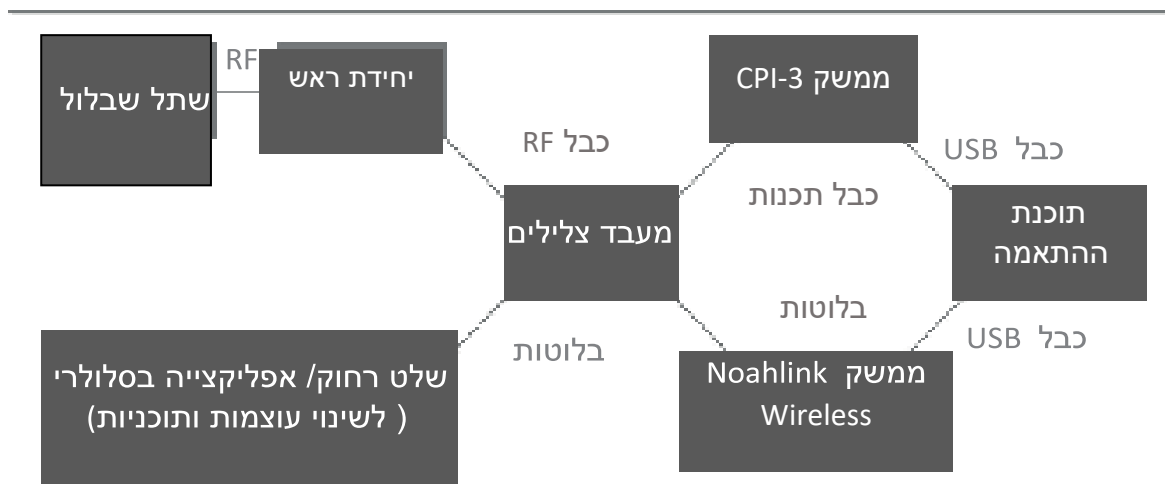 שתל שבלול
RF
יחידת ראש
ממשק CPI-3
כבל RF
כבל USB
כבל תכנות
מעבד צלילים
תוכנת
ההתאמה
בלוטות
בלוטות
כבל USB
שלט רחוק/ אפליקצייה בסלולרי
( לשינוי עוצמות ותוכניות)
ממשק Noahlink
Wireless